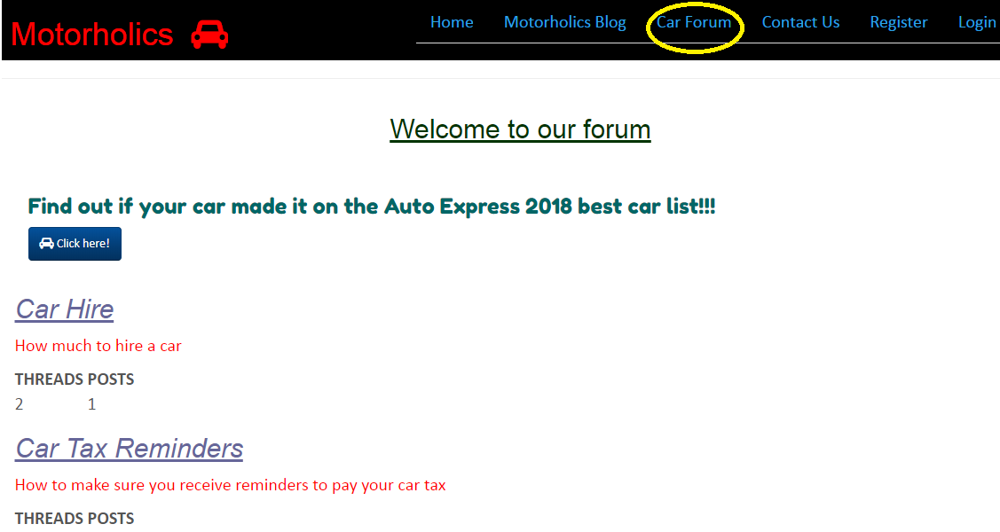 Motorholics
Home Motorholics Blog Car Forum Contact Us Register Login
Welcome to our forum
Find out if your car made it on the Auto Express 2018 best car list!!!
Click here!
Car Hire
How much to hire a car
THREADS POSTS
2 1
Car Tax Reminders
How to make sure you receive reminders to pay your car tax
THREADS POSTS